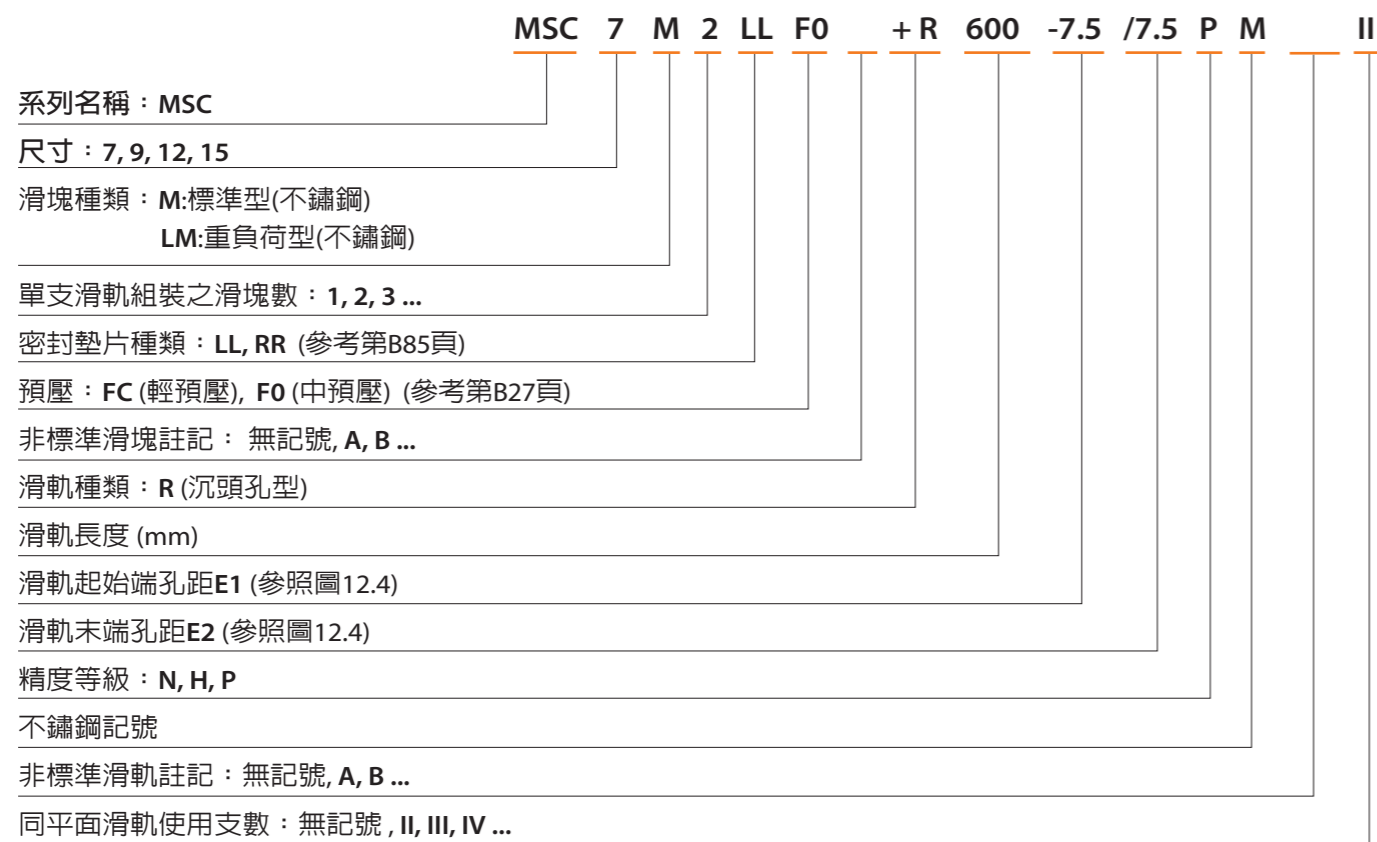 MSC 7 M 2 LL F0 + R 600 -7.5 /7.5 P M II
系列名稱：MSC
尺寸：7, 9, 12, 15
滑塊種類：M:標準型(不鏽鋼)
LM:重負荷型(不鏽鋼)
單支滑軌組裝之滑塊數：1, 2, 3 ...
密封墊片種類：LL, RR (參考第B85頁)
預壓：FC (輕預壓), F0 (中預壓) (參考第B27頁)
非標準滑塊註記： 無記號, A, B ...
滑軌種類：R (沉頭孔型)
滑軌長度 (mm)
滑軌起始端孔距E1 (參照圖12.4)
滑軌末端孔距E2 (參照圖12.4)
精度等級：N, H, P
不鏽鋼記號
非標準滑軌註記：無記號, A, B ...
同平面滑軌使用支數：無記號 , II, III, IV ...